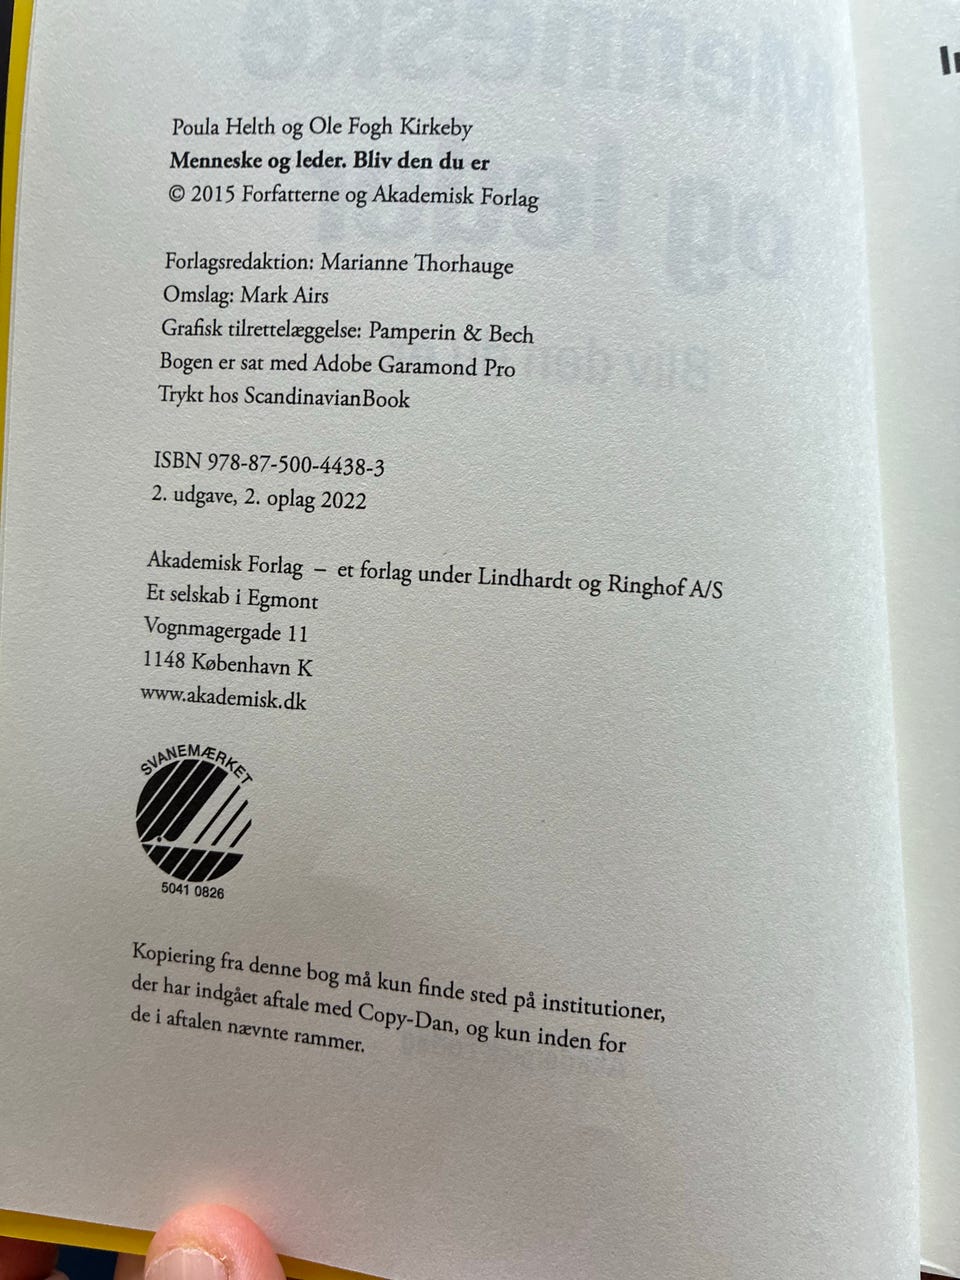 Poula Helth og Ole Fogh Kirkeby
Menneske og leder. Bliv den du er
© 2015 Forfatterne og Akademisk Forlag
Forlagsredaktion: Marianne Thorhauge
Omslag: Mark Airs
Grafisk tilrettelæggelse: Pamperin & Bech
Bogen er sat med Adobe Garamond Pro
Trykt hos ScandinavianBook
ISBN 978-87-500-4438-3
2. udgave, 2. oplag 2022
Akademisk Forlag – et forlag under Lindhardt og Ringhof A/S
Et selskab i Egmont
Vognmagergade 11
1148 København K
www.akademisk.dk
SVANEMÆRKET
5041 0826
Kopiering fra denne bog må kun finde sted på institutioner,
der har indgået aftale med Copy-Dan, og kun inden for
de i aftalen nævnte rammer.